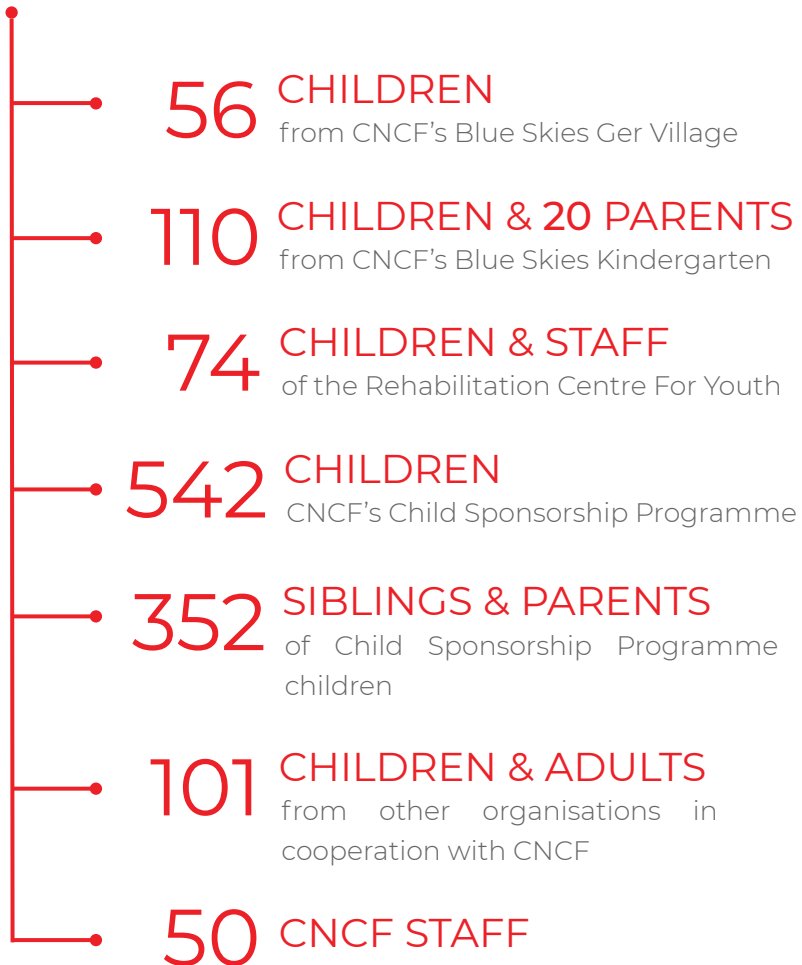 56 CHILDREN
from CNCF’s Blue Skies Ger Village
110 CHILDREN & 20 PARENTS
from CNCF’s Blue Skies Kindergarten
74 CHILDREN & STAFF
of the Rehabilitation Centre For Youth
542 CHILDREN
CNCF’s Child Sponsorship Programme
352 SIBLINGS & PARENTS
of Child Sponsorship Programme
children
101 CHILDREN & ADULTS
from other organisations in
cooperation with CNCF
50 CNCF STAFF